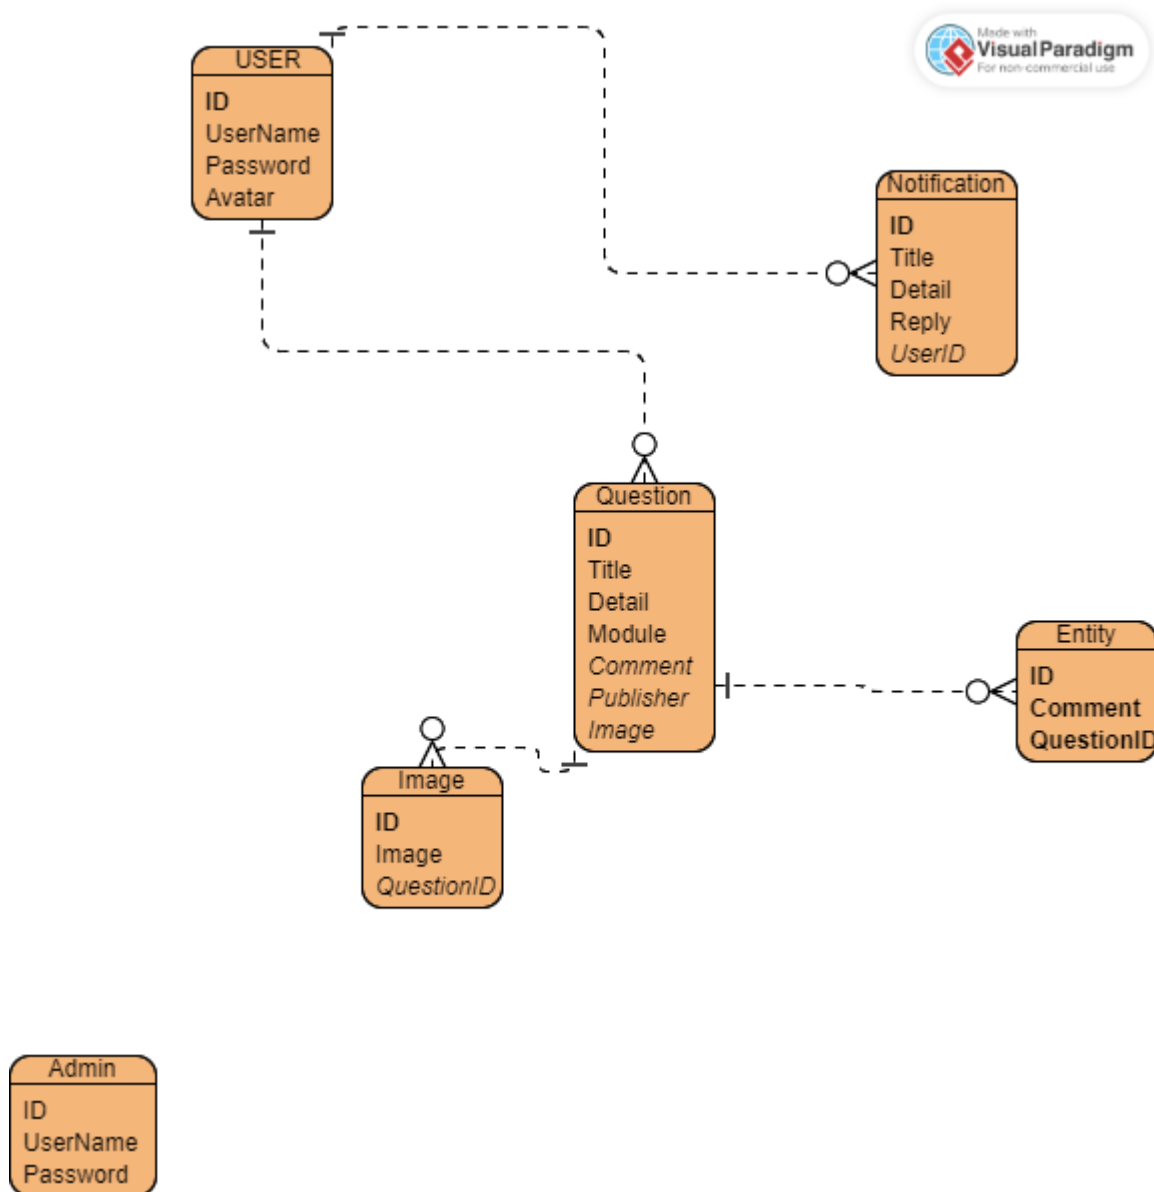 USER
ID
UserName
Password
Avatar
Made with
Visual Paradigm
For non-commercial use
Notification
ID
Title
Detail
Reply
UserID
Question
ID
Title
Detail
Module
Comment
Publisher
Image
Entity
ID
Comment
QuestionID
Image
ID
Image
QuestionID
Admin
ID
UserName
Password